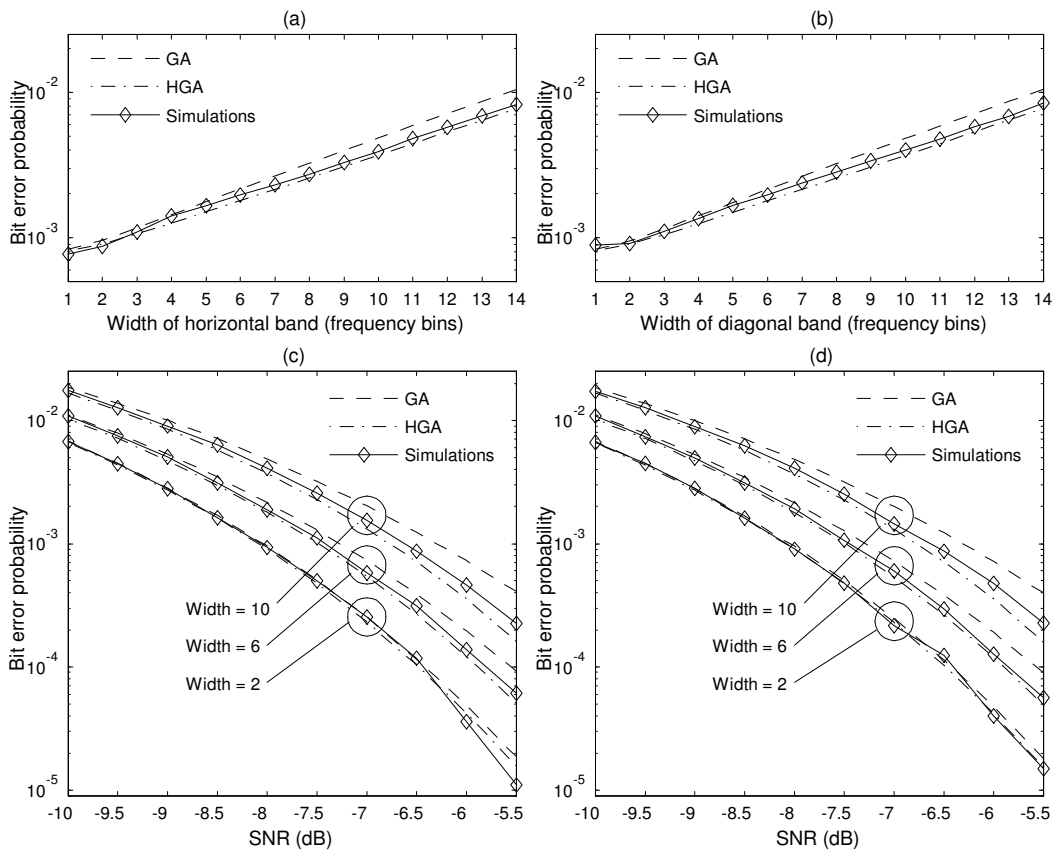 (a)
GA
HGA
Simulations
10^-2
10^-3
Bit error probability
1 2 3 4 5 6 7 8 9 10 11 12 13 14
Width of horizontal band (frequency bins)
(b)
GA
HGA
Simulations
10^-2
10^-3
Bit error probability
1 2 3 4 5 6 7 8 9 10 11 12 13 14
Width of diagonal band (frequency bins)
(c)
GA
HGA
Simulations
10^-2
10^-3
10^-4
10^-5
Bit error probability
Width = 10
Width = 6
Width = 2
-10 -9.5 -9 -8.5 -8 -7.5 -7 -6.5 -6 -5.5
SNR (dB)
(d)
GA
HGA
Simulations
10^-2
10^-3
10^-4
10^-5
Bit error probability
Width = 10
Width = 6
Width = 2
-10 -9.5 -9 -8.5 -8 -7.5 -7 -6.5 -6 -5.5
SNR (dB)